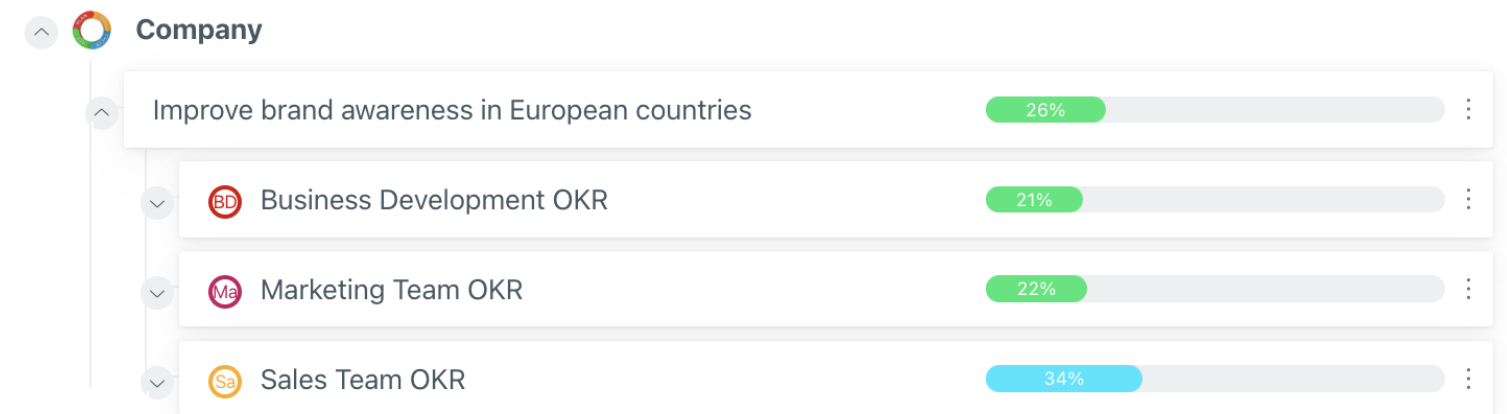 Company
Improve brand awareness in European countries 26%
BD Business Development OKR 21%
Ma Marketing Team OKR 22%
Sa Sales Team OKR 34%